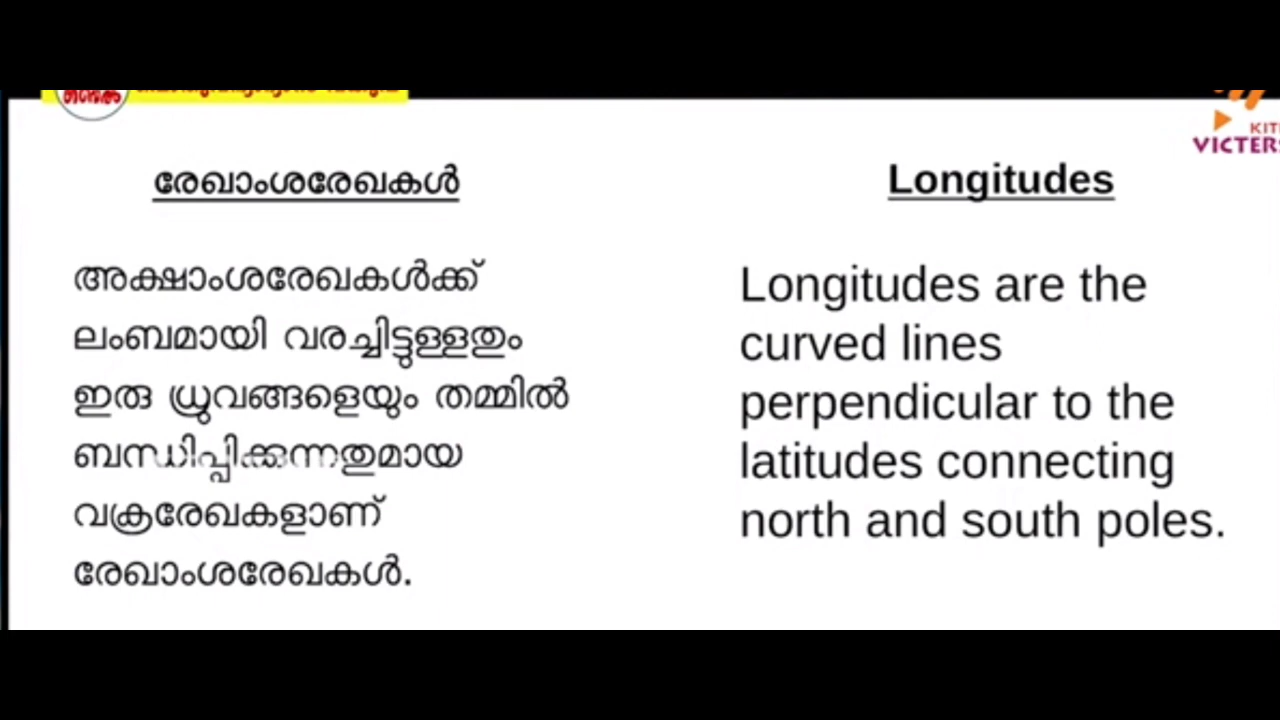 രേഖാംശരേഖകൾ
അക്ഷാംശരേഖകൾക്ക്
ലംബമായി വരച്ചിട്ടുള്ളതും
ഇരു ധ്രുവങ്ങളെയും തമ്മിൽ
ബന്ധിപ്പിക്കുന്നതുമായ
വക്രരേഖകളാണ്
രേഖാംശരേഖകൾ.
Longitudes
Longitudes are the
curved lines
perpendicular to the
latitudes connecting
north and south poles.
VICTERS